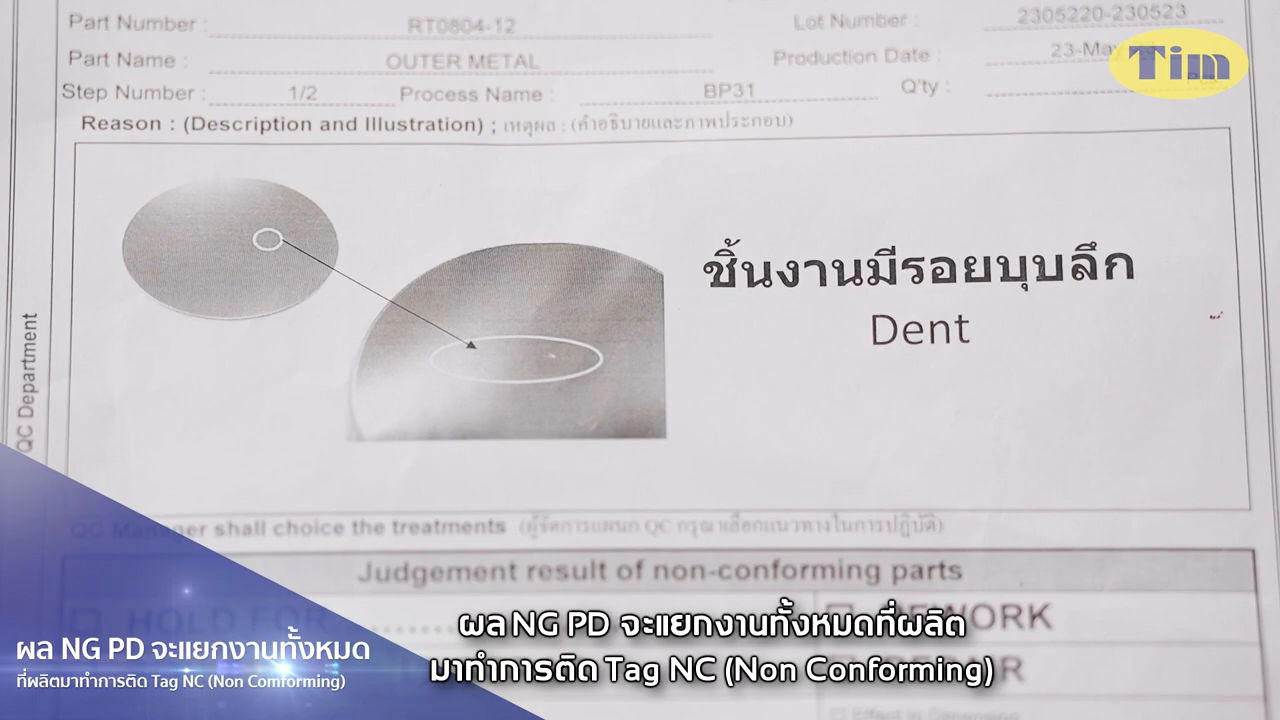 Part Number : RT0804-12 Lot Number : 2305220-230523
Part Name : OUTER METAL Production Date : 23-May
Tim
Step Number : 1/2 Process Name : BP31 Q'ty :
Reason : (Description and Illustration) ; เหตุผล : (คำอธิบายและภาพประกอบ)
ชิ้นงานมีรอยบุบลึก
Dent
QC Department
QC Manager shall choice the treatments (ผู้จัดการแผนก QC กรุณาเลือกแนวทางในการปฏิบัติ)
Judgement result of non-conforming parts
HOLD FOR
ผล NG PD จะแยกงานทั้งหมดที่ผลิต
มาทำการติด Tag NC (Non Conforming)
ผล NG PD จะแยกงานทั้งหมด
ที่ผลิตมาทำการติด Tag NC (Non Comforming)